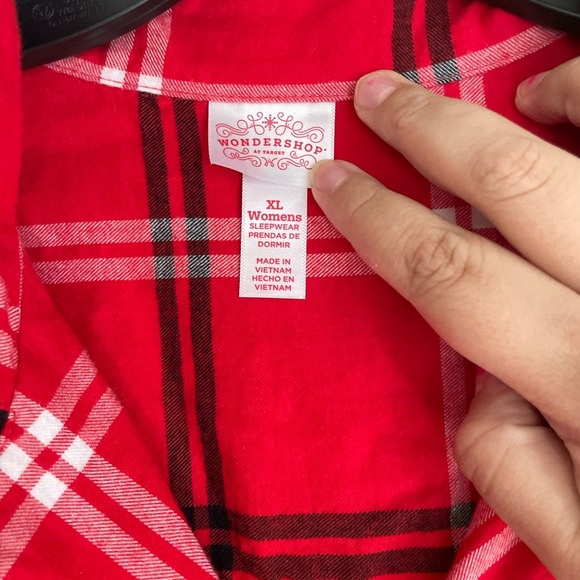 WONDERSHOP
AT TARGET
XL
Womens
SLEEPWEAR
PRENDAS DE
DORMIR
MADE IN
VIETNAM
HECHO EN
VIETNAM